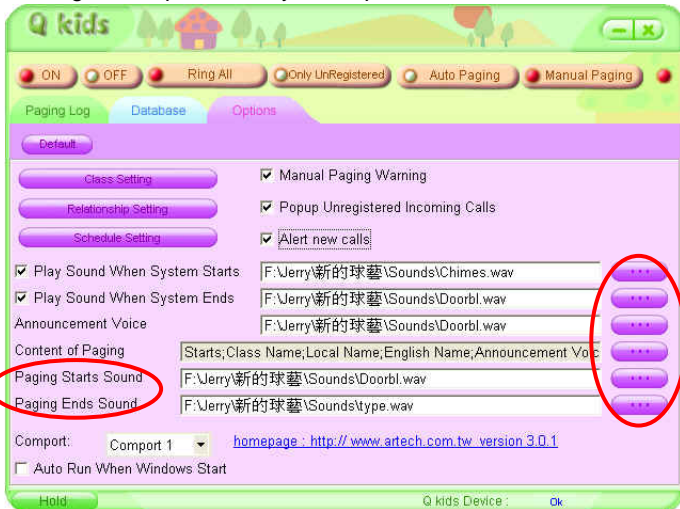 Q kids
ON OFF Ring All Only UnRegistered Auto Paging Manual Paging
Paging Log Database Options
Default
Class Setting Manual Paging Warning
Relationship Setting Popup Unregistered Incoming Calls
Schedule Setting Alert new calls
Play Sound When System Starts F:\Jerry\新的球藝\Sounds\Chimes.wav ...
Play Sound When System Ends F:\Jerry\新的球藝\Sounds\Doorbl.wav ...
Announcement Voice F:\Jerry\新的球藝\Sounds\Doorbl.wav ...
Content of Paging Starts;Class Name;Local Name;English Name;Announcement Voic ...
Paging Starts Sound F:\Jerry\新的球藝\Sounds\Doorbl.wav ...
Paging Ends Sound F:\Jerry\新的球藝\Sounds\type.wav ...
Comport: Comport 1 homepage : http:// www.artech.com.tw version 3.0.1
Auto Run When Windows Start
Hold Q kids Device : Ok